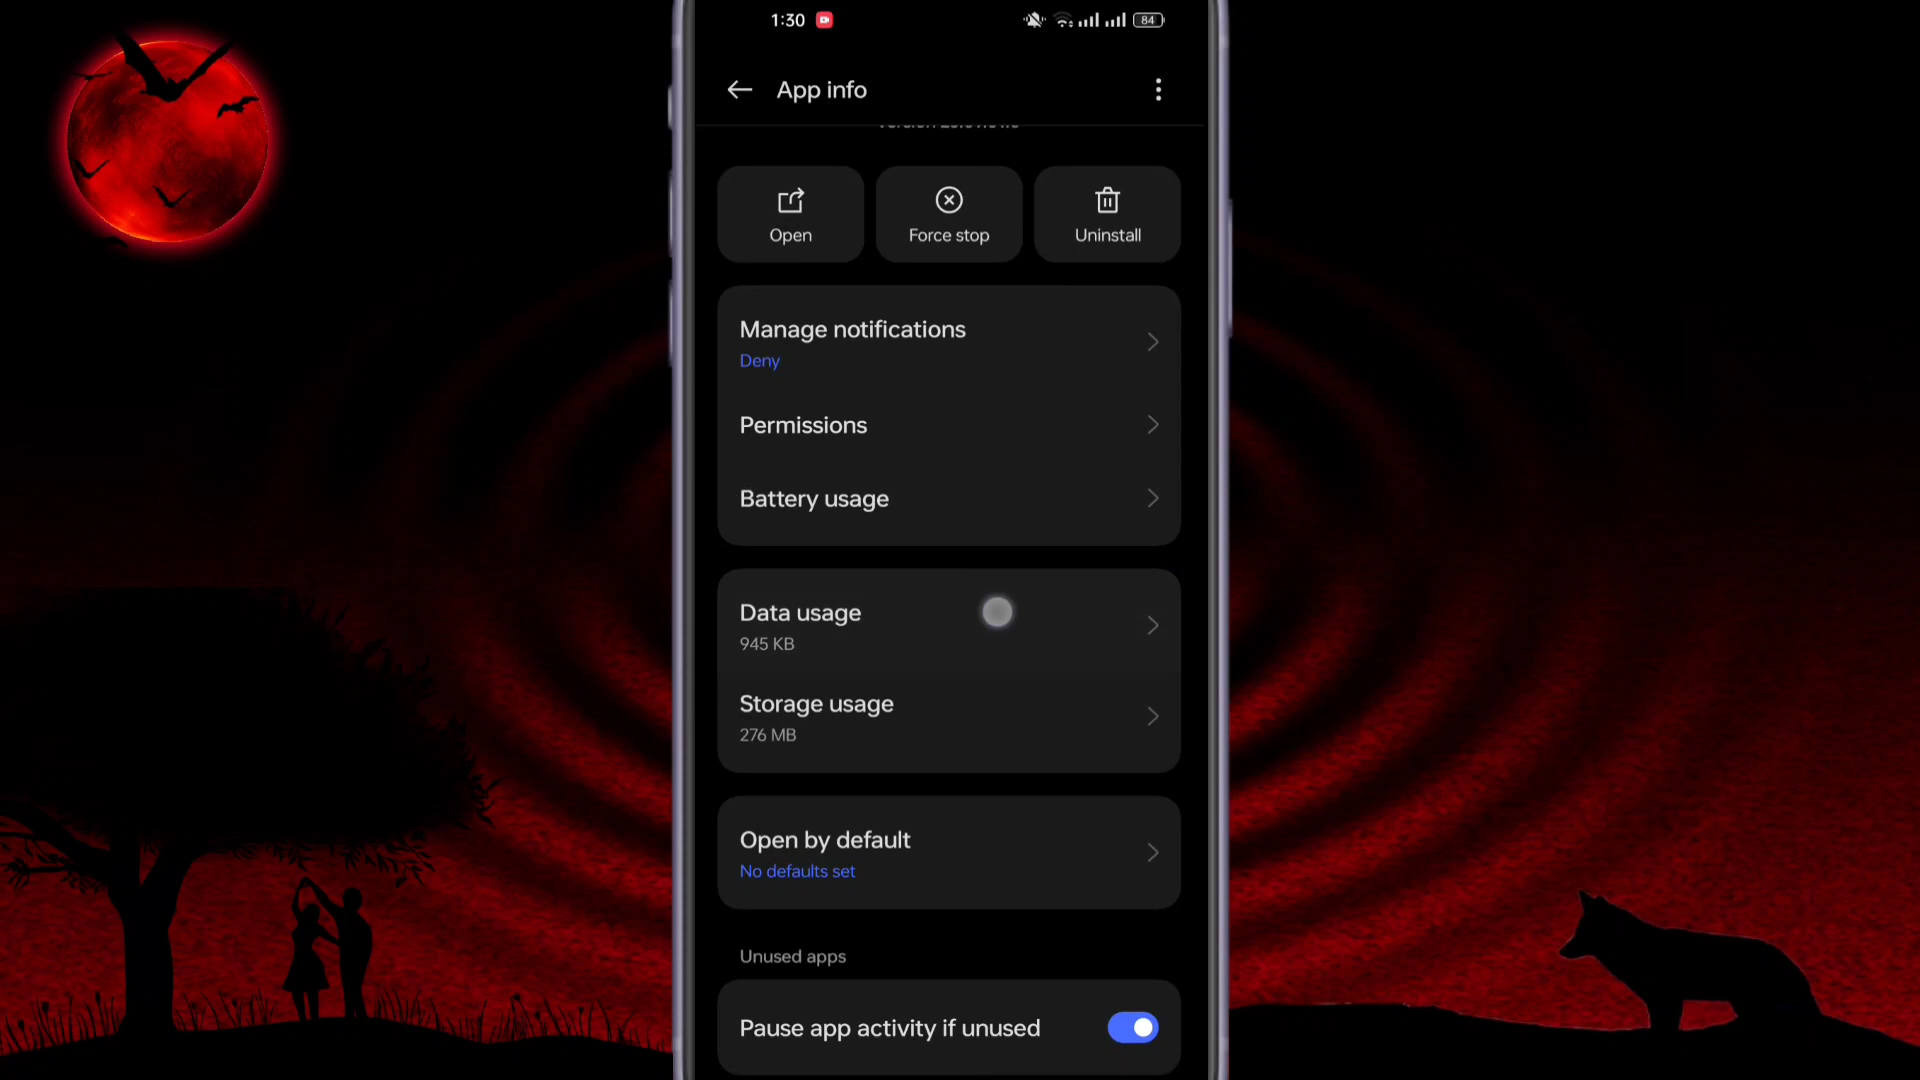 1:30
84
App info
Open
Force stop
Uninstall
Manage notifications
Deny
Permissions
Battery usage
Data usage
945 KB
Storage usage
276 MB
Open by default
No defaults set
Unused apps
Pause app activity if unused